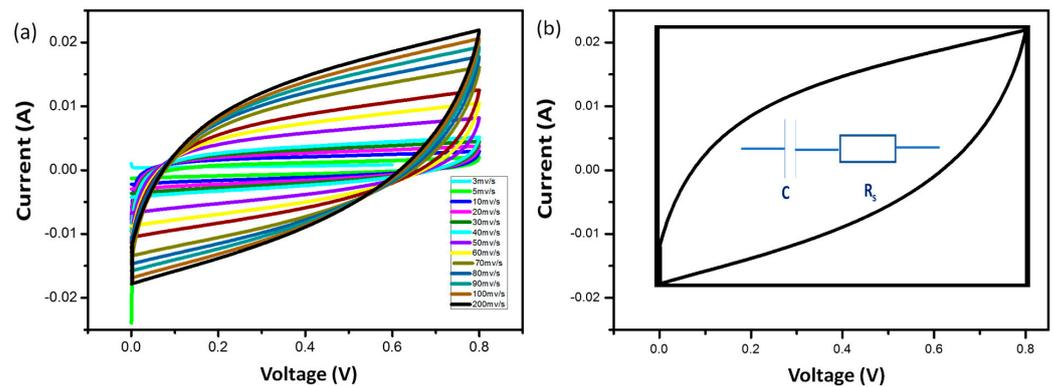 (a)
Current (A)
0.02
0.01
0.00
-0.01
-0.02
0.0
0.2
0.4
0.6
0.8
Voltage (V)
3mv/s
5mv/s
10mv/s
20mv/s
30mv/s
40mv/s
50mv/s
60mv/s
70mv/s
80mv/s
90mv/s
100mv/s
200mv/s
(b)
Current (A)
0.02
0.01
0.00
-0.01
-0.02
C
Rs
0.0
0.2
0.4
0.6
0.8
Voltage (V)